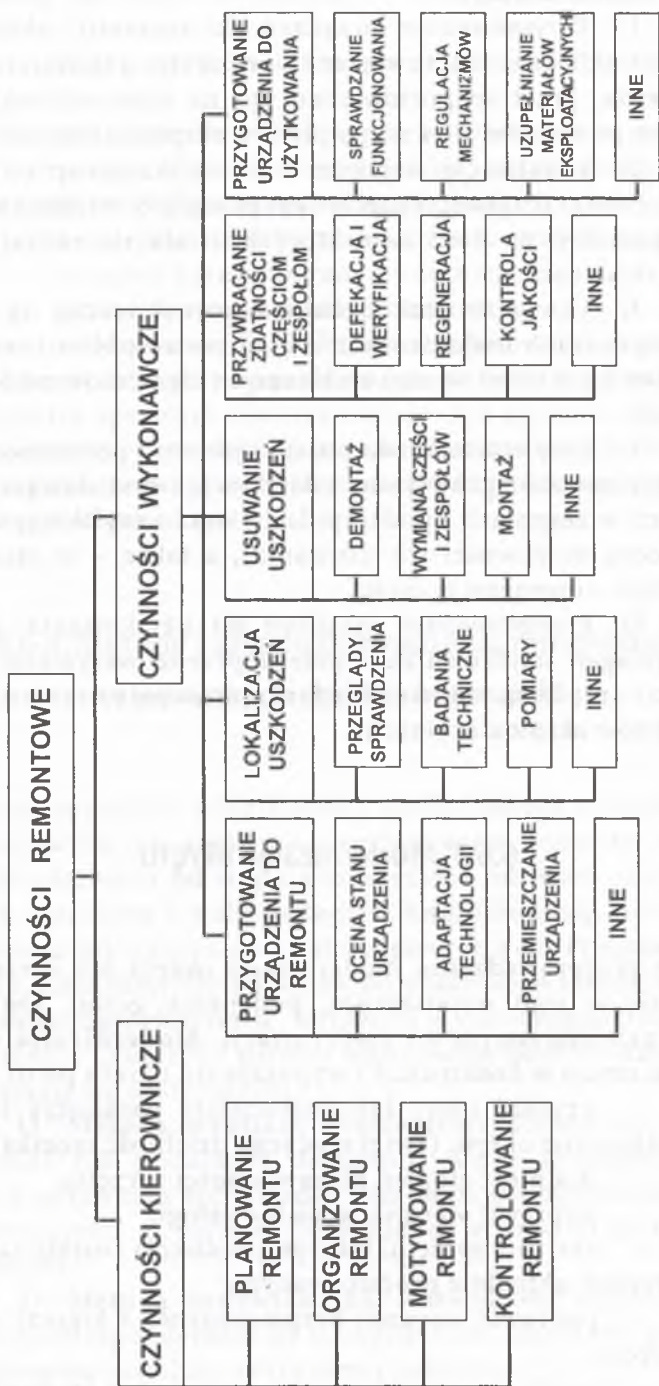 CZYNNOŚCI REMONTOWE
CZYNNOŚCI KIEROWNICZE
PLANOWANIE
REMONTU
ORGANIZOWANIE
REMONTU
MOTYWOWANIE
REMONTU
KONTROLOWANIE
REMONTU
CZYNNOŚCI WYKONAWCZE
PRZYGOTOWANIE
URZĄDZENIA DO
REMONTU
OCENA STANU
URZĄDZENIA
ADAPTACJA
TECHNOLOGII
PRZEMIESZCZANIE
URZĄDZENIA
INNE
LOKALIZACJA
USZKODZEŃ
PRZEGLĄDY
SPRAWDZENIA
BADANIA
TECHNICZNE
POMIARY
INNE
USUWANIE
USZKODZEŃ
DEMONTAŻ
WYMIANA CZĘŚCI
I ZESPOŁÓW
MONTAŻ
INNE
PRZYWRACANIE
ZDATNOŚCI
CZĘŚCIOM
I ZESPOŁOM
DEFEKACJA I
WERYFIKACJA
REGENERACJA
KONTROLA
JAKOŚCI
INNE
PRZYGOTOWANIE
URZĄDZENIA DO
UŻYTKOWANIA
SPRAWDZANIE
FUNKCJONOWANIA
REGULACJA
MECHANIZMÓW
UZUPEŁNIANIE
MATERIAŁÓW
EKSPLOATACYJNYCH
INNE